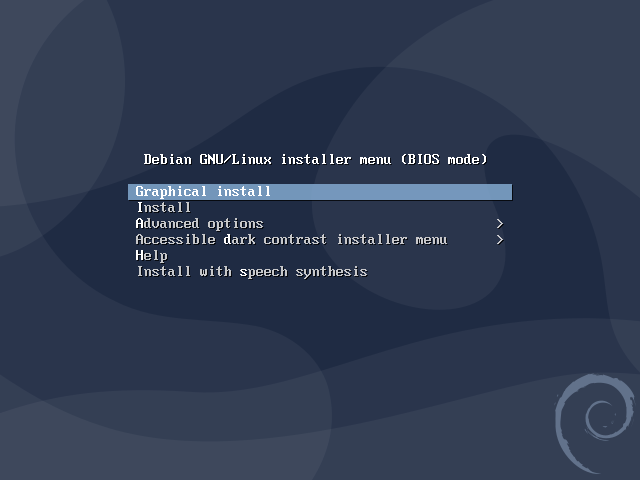 Debian GNU/Linux installer menu (BIOS mode)
Graphical install
Install
Advanced options >
Accessible dark contrast installer menu >
Help
Install with speech synthesis